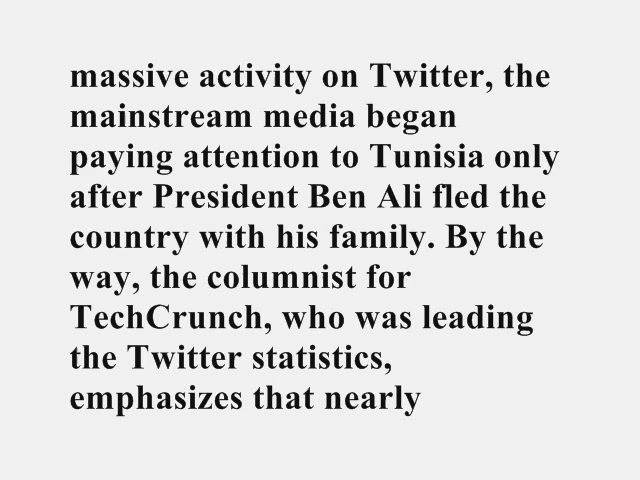 massive activity on Twitter, the
mainstream media began
paying attention to Tunisia only
after President Ben Ali fled the
country with his family. By the
way, the columnist for
TechCrunch, who was leading
the Twitter statistics,
emphasizes that nearly